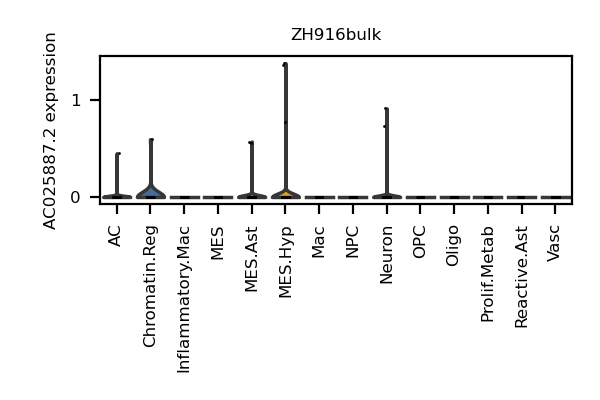 ZH916bulk
AC025887.2 expression
1
0
AC
Chromatin.Reg
Inflammatory.Mac
MES
MES.Ast
MES.Hyp
Mac
NPC
Neuron
OPC
Oligo
Prolif.Metab
Reactive.Ast
Vasc